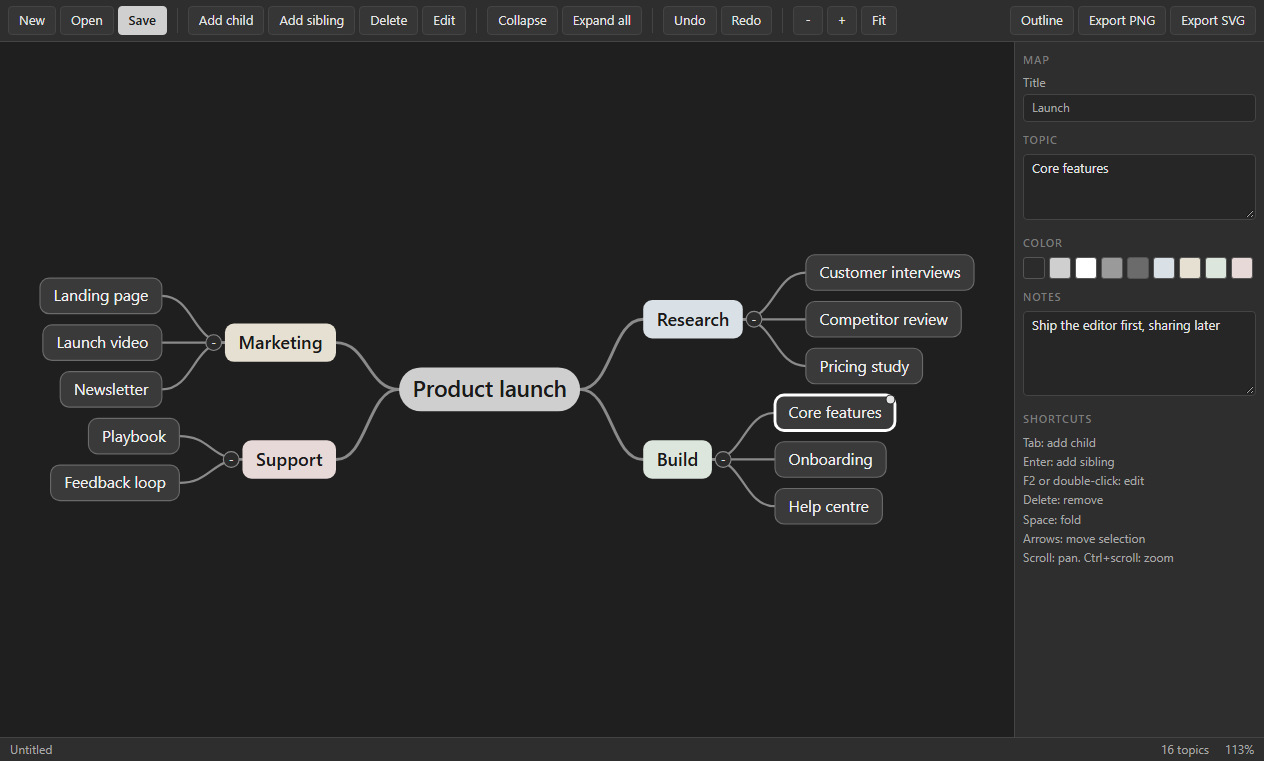 New Open Save Add child Add sibling Delete Edit Collapse Expand all Undo Redo - + Fit Outline Export PNG Export SVG
MAP
Title
Launch
TOPIC
Core features
COLOR
NOTES
Ship the editor first, sharing later
SHORTCUTS
Tab: add child
Enter: add sibling
F2 or double-click: edit
Delete: remove
Space: fold
Arrows: move selection
Scroll: pan. Ctrl+scroll: zoom
Landing page
Launch video
Newsletter
-
Marketing
Playbook
Feedback loop
-
Support
Product launch
Research
-
Customer interviews
Competitor review
Pricing study
Build
-
Core features
Onboarding
Help centre
Untitled
16 topics 113%